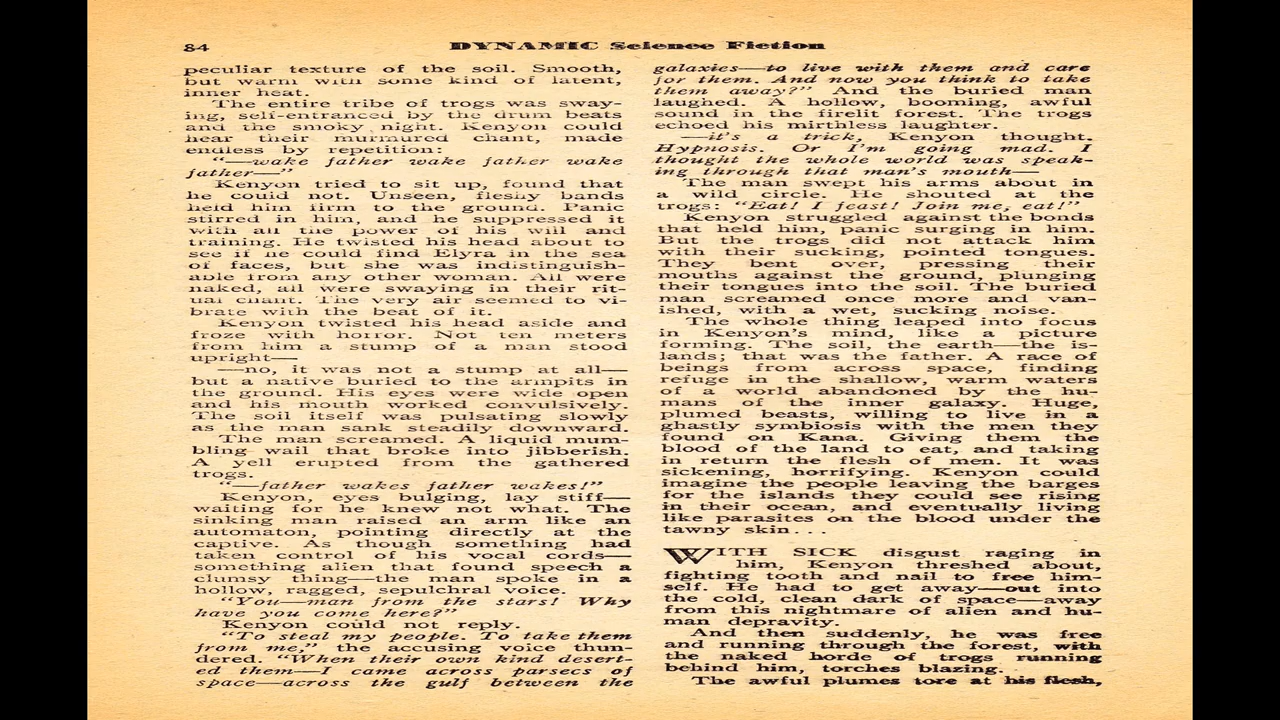 84
DYNAMIC Science Fiction
peculiar texture of the soil. Smooth,
but warm with some kind of latent,
inner heat.
The entire tribe of trogs was sway-
ing, self-entranced by the drum beats
and the smoky night. Kenyon could
hear their murmured chant, made
endless by repetition:
"—wake father wake father wake
father—"
Kenyon tried to sit up, found that
he could not. Unseen, fleshy bands
held him firm to the ground. Panic
stirred in him, and he suppressed it
with all the power of his will and
training. He twisted his head about to
see if he could find Elyra in the sea
of faces, but she was indistinguish-
able from any other woman. All were
naked, all were swaying in their rit-
ual chant. The very air seemed to vi-
brate with the beat of it.
Kenyon twisted his head aside and
froze with horror. Not ten meters
from him a stump of a man stood
upright—
—no, it was not a stump at all—
but a native buried to the armpits in
the ground. His eyes were wide open
and his mouth worked convulsively.
The soil itself was pulsating slowly
as the man sank steadily downward.
The man screamed. A liquid mum-
bling wail that broke into jibberish.
A yell erupted from the gathered
trogs.
"—father wakes father wakes!"
Kenyon, eyes bulging, lay stiff—
waiting for he knew not what. The
sinking man raised an arm like an
automaton, pointing directly at the
captive. As though something had
taken control of his vocal cords—
something alien that found speech a
clumsy thing—the man spoke in a
hollow, ragged, sepulchral voice.
"You—man from the stars! Why
have you come here?"
Kenyon could not reply.
"To steal my people. To take them
from me," the accusing voice thun-
dered. "When their own kind desert-
ed them—I came across parsecs of
space—across the gulf between the
galaxies—to live with them and care
for them. And now you think to take
them away?" And the buried man
laughed. A hollow, booming, awful
sound in the firelit forest. The trogs
echoed his mirthless laughter.
—it's a trick, Kenyon thought.
Hypnosis. Or I'm going mad. I
thought the whole world was speak-
ing through that man's mouth—
The man swept his arms about in
a wild circle. He shouted at the
trogs: "Eat! I feast! Join me, eat!"
Kenyon struggled against the bonds
that held him, panic surging in him.
But the trogs did not attack him
with their sucking, pointed tongues.
They bent over, pressing their
mouths against the ground, plunging
their tongues into the soil. The buried
man screamed once more and van-
ished, with a wet, sucking noise.
The whole thing leaped into focus
in Kenyon's mind, like a picture
forming. The soil, the earth—the is-
lands; that was the father. A race of
beings from across space, finding
refuge in the shallow, warm waters
of a world abandoned by the hu-
mans of the inner galaxy. Huge,
plumed beasts, willing to live in a
ghastly symbiosis with the men they
found on Kana. Giving them the
blood of the land to eat, and taking
in return the flesh of men. It was
sickening, horrifying. Kenyon could
imagine the people leaving the barges
for the islands they could see rising
in their ocean, and eventually living
like parasites on the blood under the
tawny skin...
WITH SICK disgust raging in
him, Kenyon threshed about,
fighting tooth and nail to free him-
self. He had to get away—out into
the cold, clean dark of space—away
from this nightmare of alien and hu-
man depravity.
And then suddenly, he was free
and running through the forest, with
the naked horde of trogs running
behind him, torches blazing.
The awful plumes tore at his flesh,